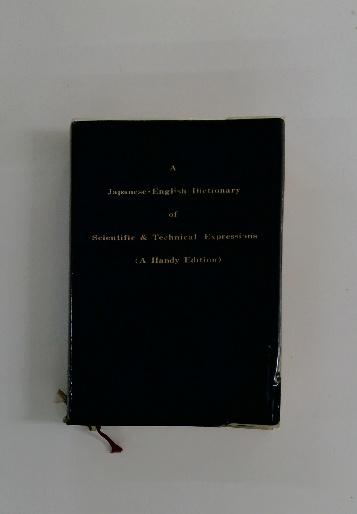 A
Japanese-English Dictionary
of
Scientific & Technical Expressions
(A Handy Edition)